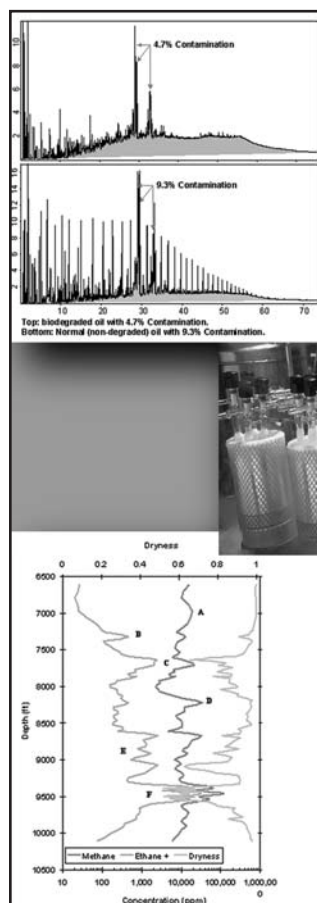 4.7% Contamination
10
8
6
4
2
0
9.3% Contamination
16
14
12
10
8
6
4
2
10 20 30 40 50 60 70
Top: biodegraded oil with 4.7% Contamination.
Bottom: Normal (non-degraded) oil with 9.3% Contamination.
Dryness
0 0.2 0.4 0.6 0.8 1
6500
7000
7500
8000
8500
9000
9500
10000
10500
Depth (ft)
A
B
C
D
E
F
Methane Ethane + Dryness
10 100 1,000 10,000 100,000 1,000,00
0
Concentration (ppm)